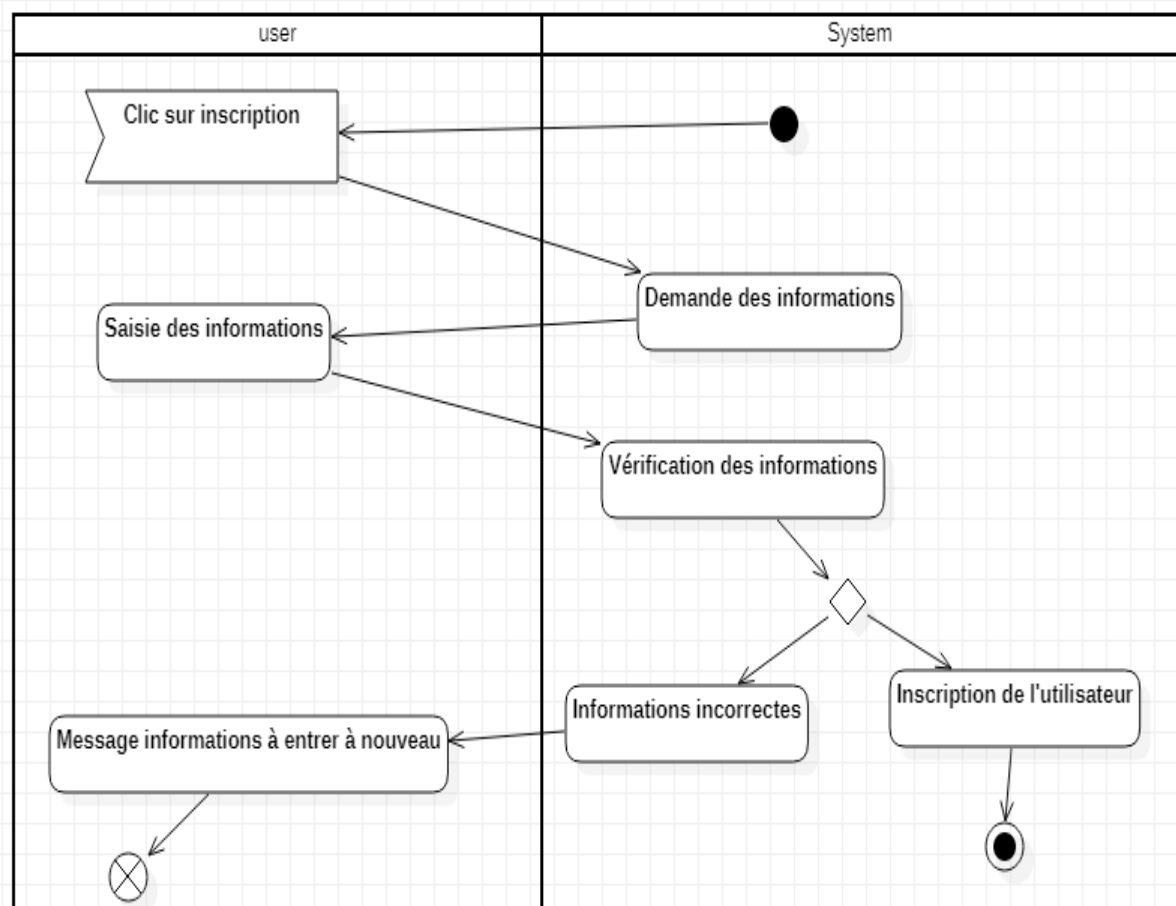 user
System
Clic sur inscription
Demande des informations
Saisie des informations
Vérification des informations
Inscription de l'utilisateur
Informations incorrectes
Message informations à entrer à nouveau